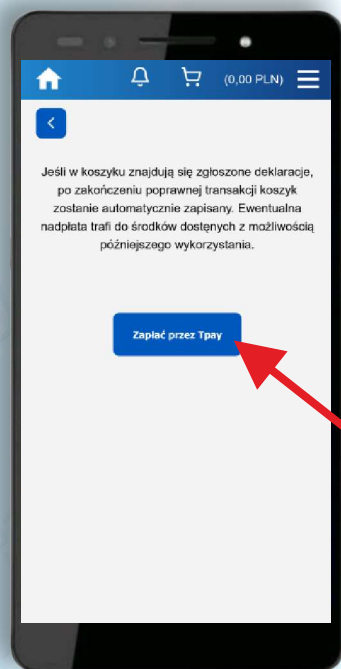 (0,00 PLN)
Jeśli w koszyku znajdują się zgłoszone deklaracje,
po zakończeniu poprawnej transakcji koszyk
zostanie automatycznie zapisany. Ewentualna
nadpłata trafi do środków dostęnych z możliwością
późniejszego wykorzystania.
Zapłać przez Tpay